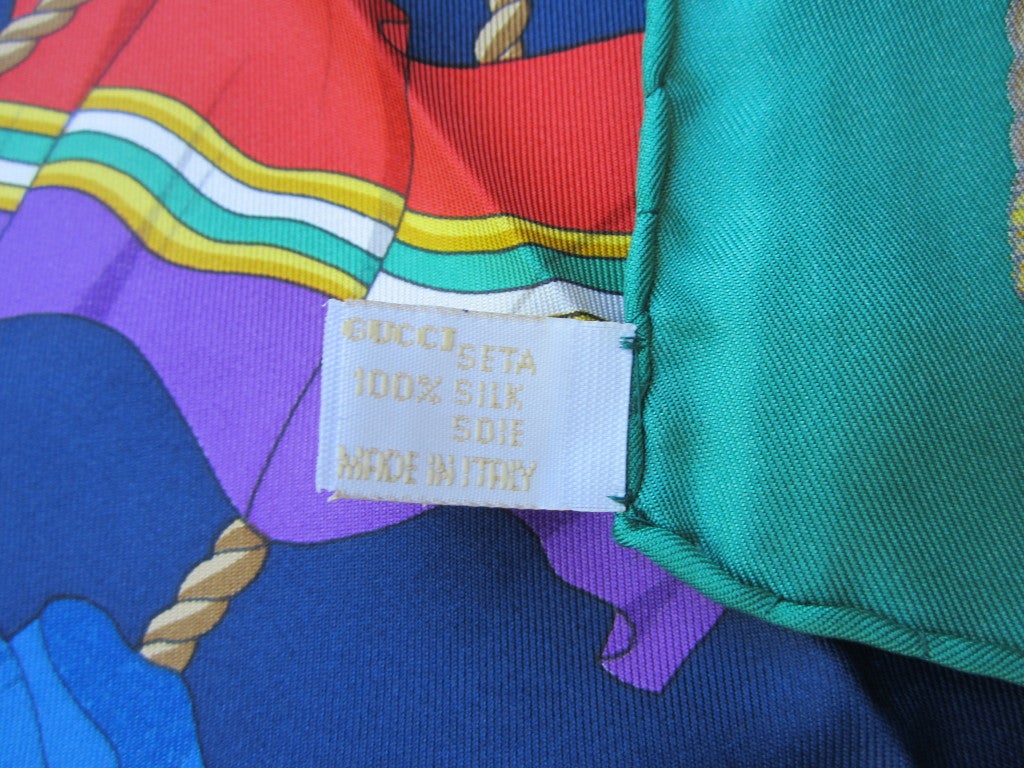 GUCCI
SETA
100% SILK
SOIE
MADE IN ITALY